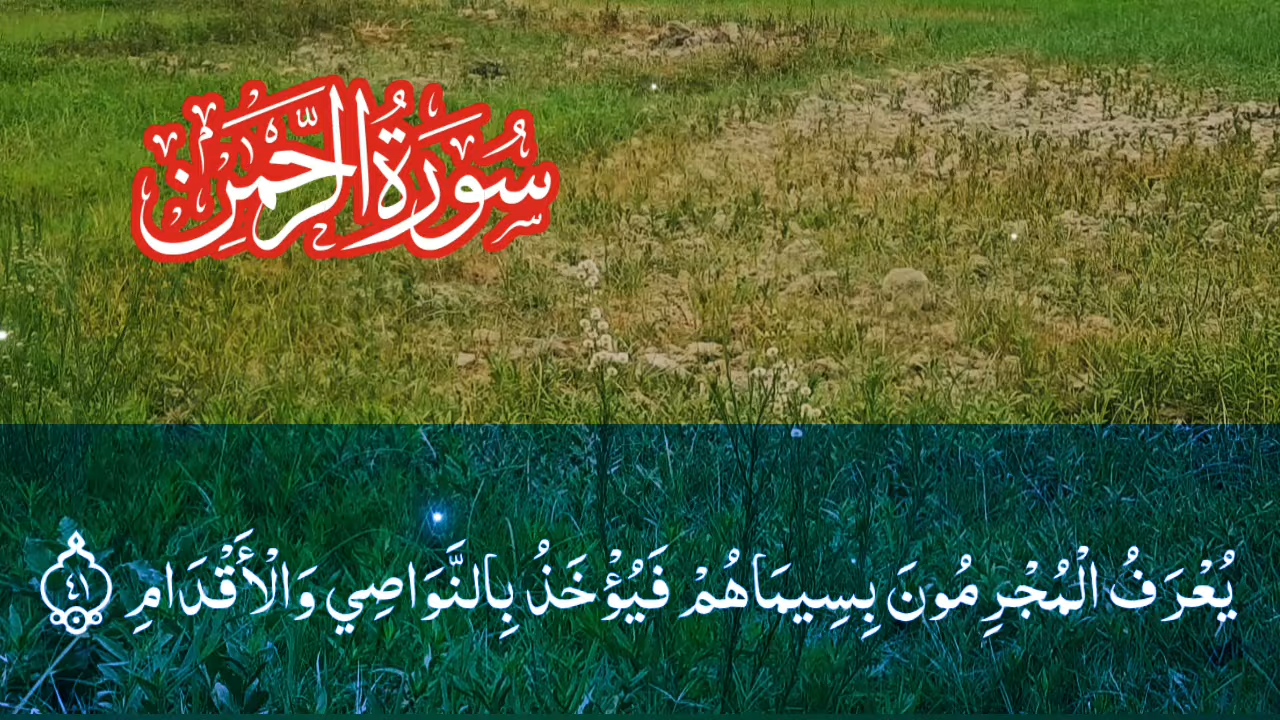 سُورَةُ الرَّحْمَٰنِ
يُعْرَفُ الْمُجْرِمُونَ بِسِيمَاهُمْ فَيُؤْخَذُ بِالنَّوَاصِي وَالْأَقْدَامِ ٤١